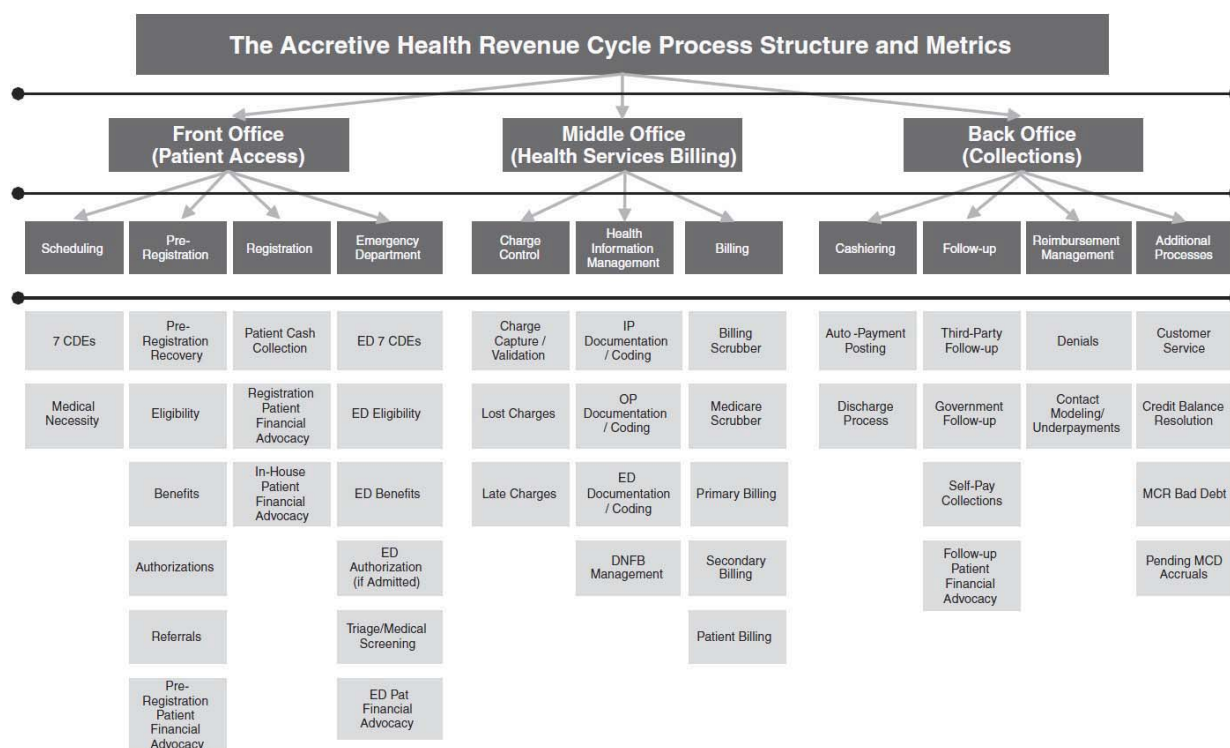 The Accretive Health Revenue Cycle Process Structure and Metrics
Front Office
(Patient Access)
Middle Office
(Health Services Billing)
Back Office
(Collections)
Scheduling
Pre-
Registration
Registration
Emergency
Department
Charge
Control
Health
Information
Management
Billing
Cashiering
Follow-up
Reimbursement
Management
Additional
Processes
7 CDEs
Pre-
Registration
Recovery
Patient Cash
Collection
ED 7 CDEs
Charge
Capture /
Validation
IP
Documentation
/ Coding
Billing
Scrubber
Auto -Payment
Posting
Third-Party
Follow-up
Denials
Customer
Service
Medical
Necessity
Eligibility
Registration
Patient
Financial
Advocacy
ED Eligibility
Lost Charges
OP
Documentation
/ Coding
Medicare
Scrubber
Discharge
Process
Government
Follow-up
Contact
Modeling/
Underpayments
Credit Balance
Resolution
Benefits
In-House
Patient
Financial
Advocacy
ED Benefits
Late Charges
ED
Documentation
/ Coding
Primary Billing
Self-Pay
Collections
MCR Bad Debt
Authorizations
ED
Authorization
(if Admitted)
DNFB
Management
Secondary
Billing
Follow-up
Patient
Financial
Advocacy
Pending MCD
Accruals
Referrals
Triage/Medical
Screening
Patient Billing
Pre-
Registration
Patient
Financial
Advocacy
ED Pat
Financial
Advocacy